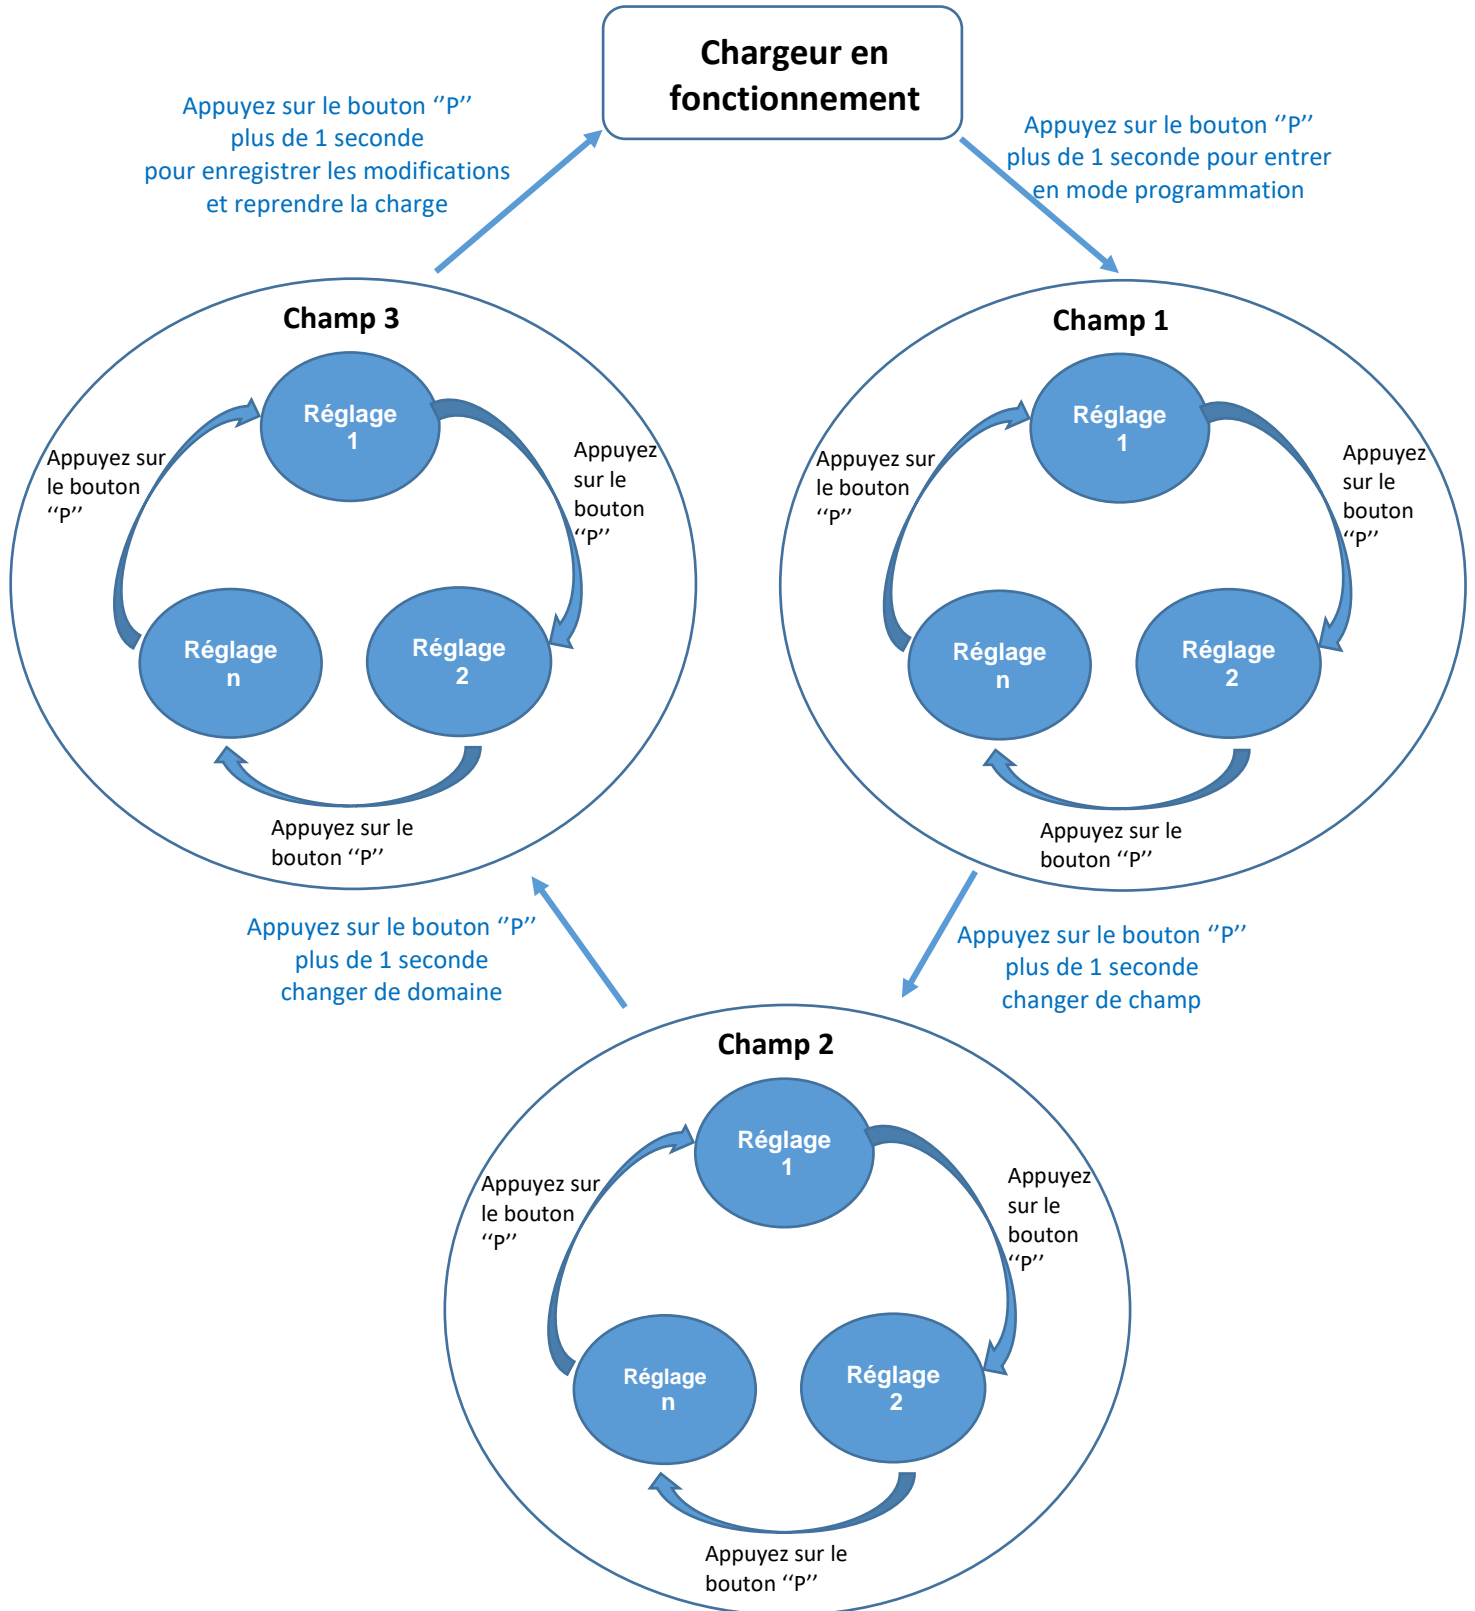 Chargeur en
fonctionnement
Appuyez sur le bouton ‘’P’’
plus de 1 seconde
pour enregistrer les modifications
et reprendre la charge
Appuyez sur le bouton ‘’P’’
plus de 1 seconde pour entrer
en mode programmation
Champ 3
Réglage
1
Appuyez sur
le bouton
‘‘P’’
Appuyez
sur le
bouton
‘‘P’’
Réglage
n
Réglage
2
Appuyez sur le
bouton ‘‘P’’
Champ 1
Réglage
1
Appuyez sur
le bouton
‘‘P’’
Appuyez
sur le
bouton
‘‘P’’
Réglage
n
Réglage
2
Appuyez sur le
bouton ‘‘P’’
Appuyez sur le bouton ‘’P’’
plus de 1 seconde
changer de domaine
Appuyez sur le bouton ‘’P’’
plus de 1 seconde
changer de champ
Champ 2
Réglage
1
Appuyez sur
le bouton
‘‘P’’
Appuyez
sur le
bouton
‘‘P’’
Réglage
n
Réglage
2
Appuyez sur le
bouton ‘‘P’’